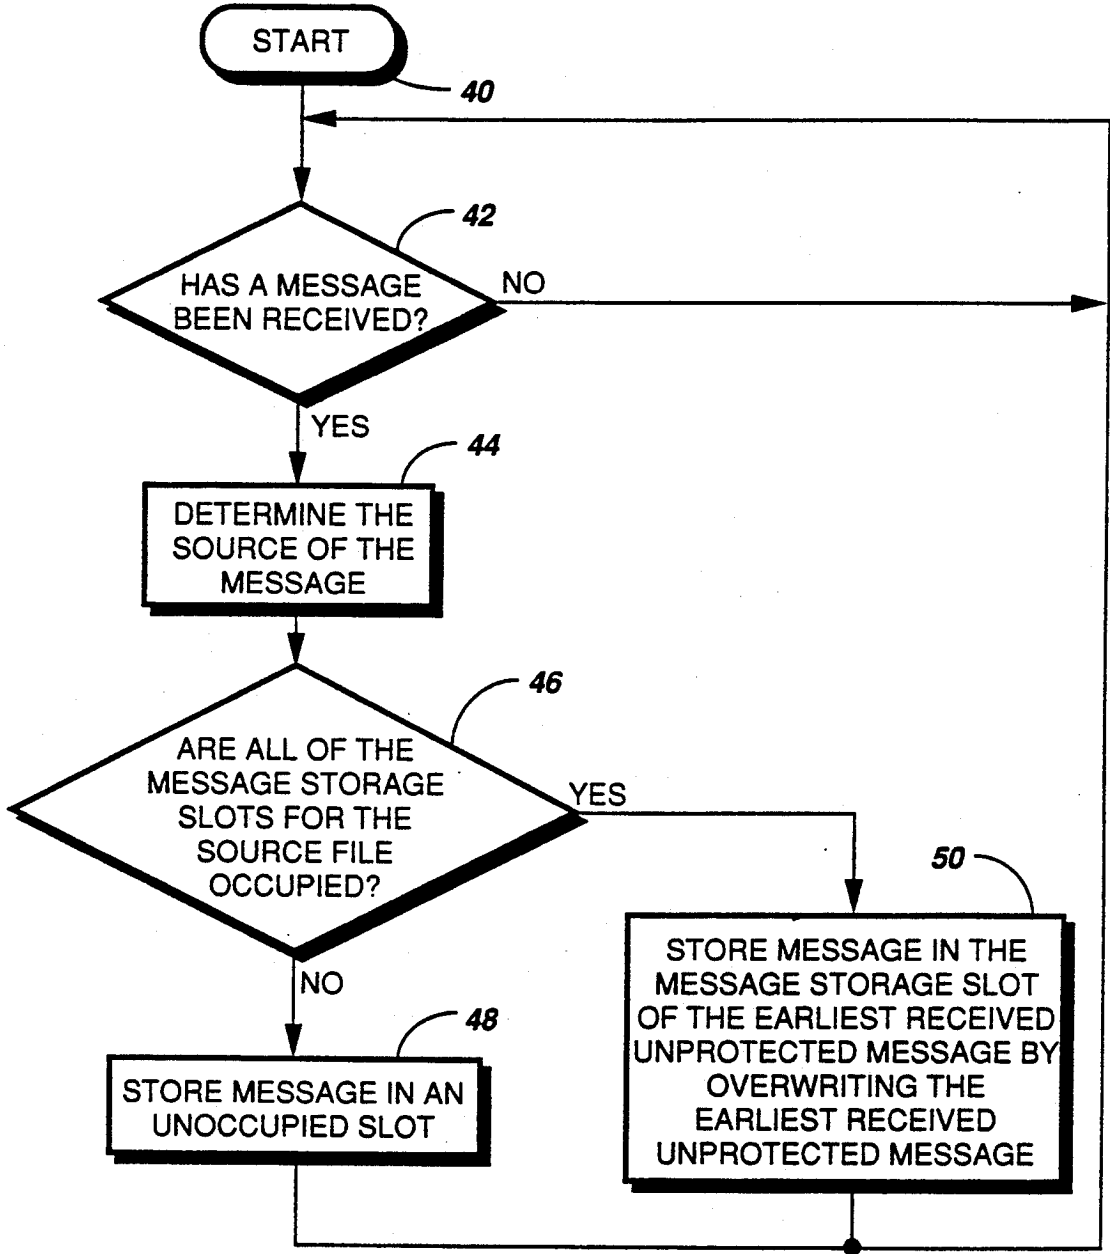 START
40
42
HAS A MESSAGE
BEEN RECEIVED?
NO
YES
44
DETERMINE THE
SOURCE OF THE
MESSAGE
46
ARE ALL OF THE
MESSAGE STORAGE
SLOTS FOR THE
SOURCE FILE
OCCUPIED?
YES
NO
48
STORE MESSAGE IN AN
UNOCCUPIED SLOT
50
STORE MESSAGE IN THE
MESSAGE STORAGE SLOT
OF THE EARLIEST RECEIVED
UNPROTECTED MESSAGE BY
OVERWRITING THE
EARLIEST RECEIVED
UNPROTECTED MESSAGE